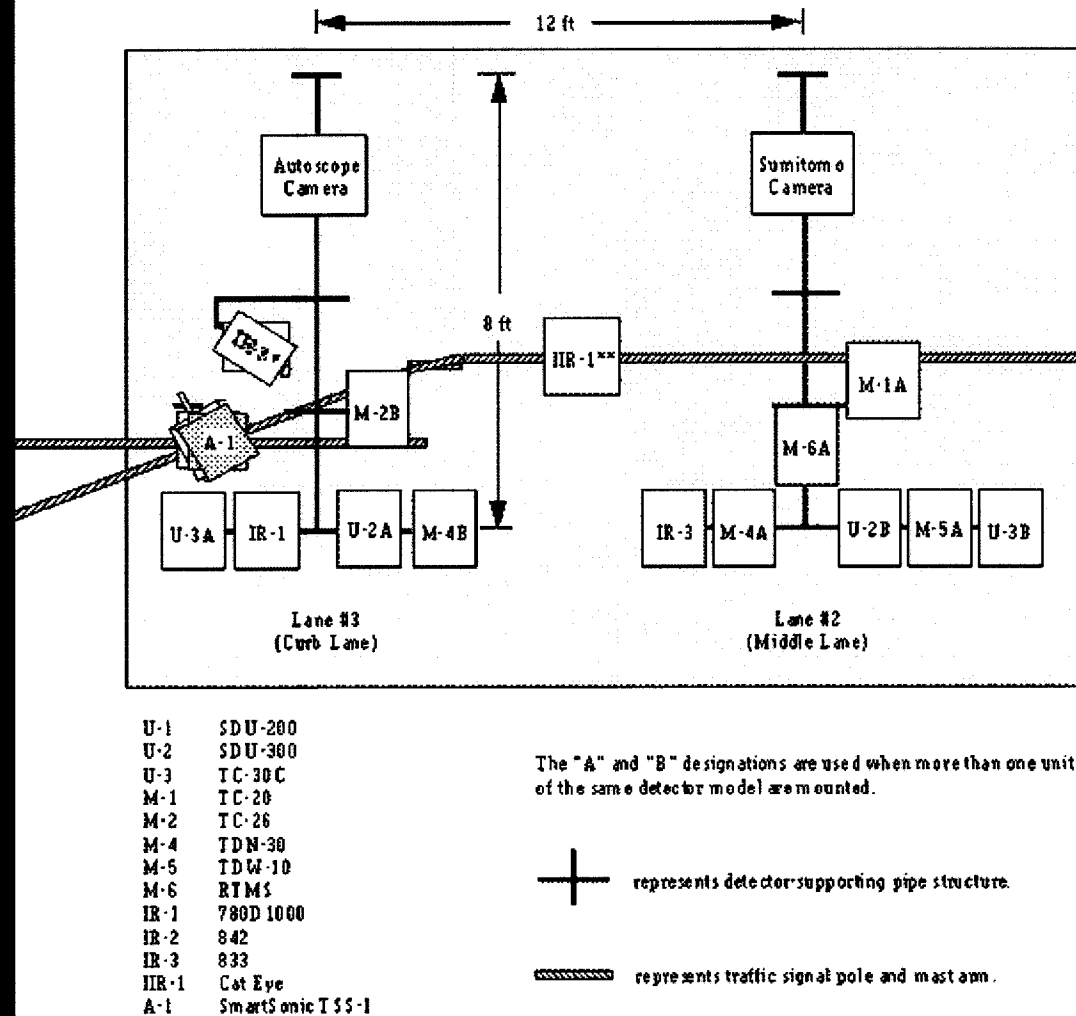 12 ft
Autoscope
Camera
Sumitomo
Camera
8 ft
IIR-1**
M-1A
M-2B
A-1
M-6A
U-3A
IR-1
U-2A
M-4B
IR-3
M-4A
U-2B
M-5A
U-3B
Lane #3
(Curb Lane)
Lane #2
(Middle Lane)
U-1 SDU-200
U-2 SDU-300
U-3 TC-30C
M-1 TC-20
M-2 TC-26
M-4 TDN-30
M-5 TDW-10
M-6 RTMS
IR-1 780D1000
IR-2 842
IR-3 833
IIR-1 Cat Eye
A-1 SmartSonic TSS-1
The "A" and "B" designations are used when more than one unit
of the same detector model are mounted.
represents detector-supporting pipe structure.
represents traffic signal pole and mast arm.